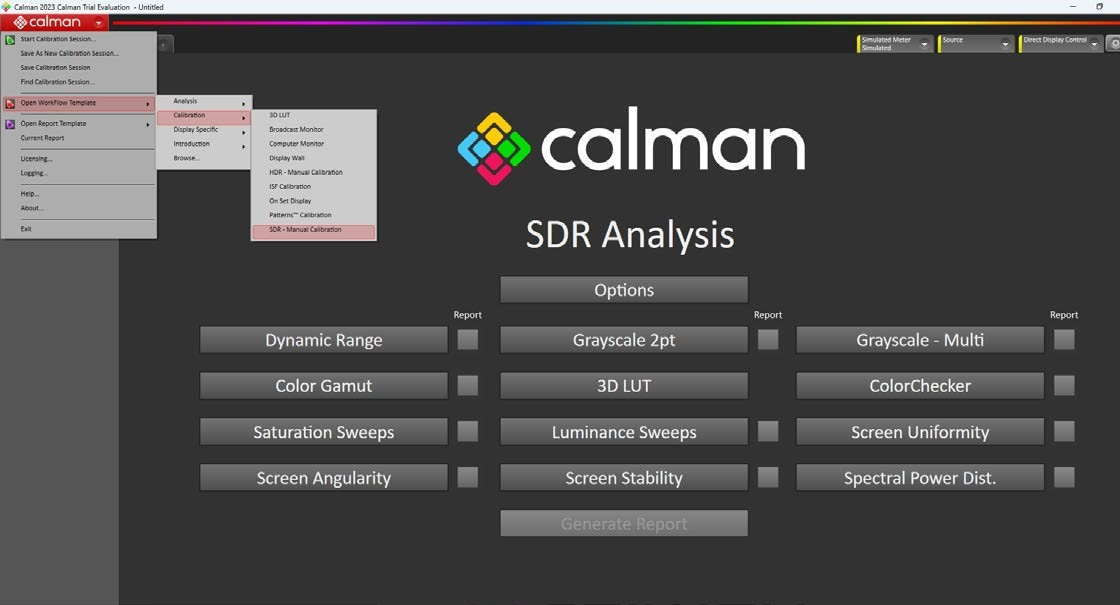 Calman 2023 Calman Trial Evaluation - Untitled
calman
Start Calibration Session...
Save As New Calibration Session...
Save Calibration Session
Find Calibration Session...
Open WorkFlow Template
Open Report Template
Current Report
Licensing...
Logging...
Help...
About...
Exit
Analysis
Calibration
Display Specific
Introduction
Browse...
3D LUT
Broadcast Monitor
Computer Monitor
Display Wall
HDR - Manual Calibration
ISF Calibration
On Set Display
Patterns™ Calibration
SDR - Manual Calibration
Simulated Meter
Simulated
Source
Direct Display Control
calman
SDR Analysis
Options
Report Report Report
Dynamic Range Grayscale 2pt Grayscale - Multi
Color Gamut 3D LUT ColorChecker
Saturation Sweeps Luminance Sweeps Screen Uniformity
Screen Angularity Screen Stability Spectral Power Dist.
Generate Report